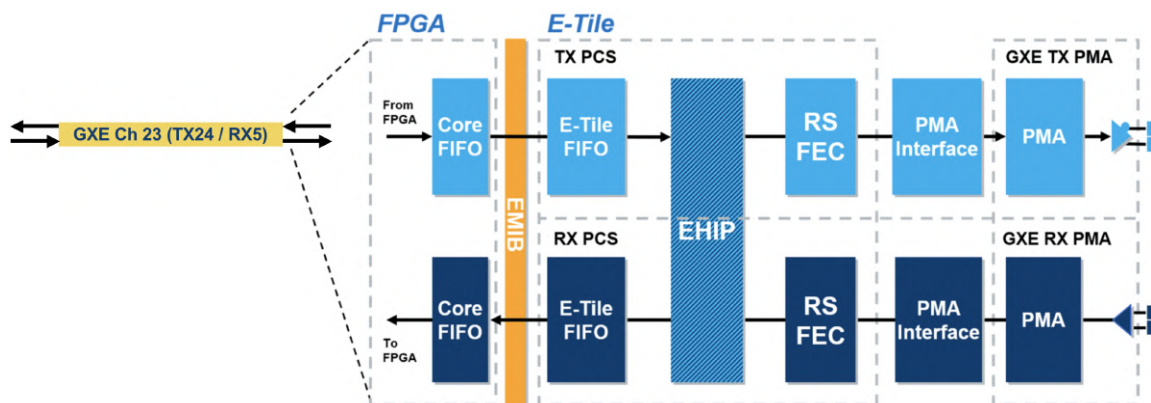 FPGA
E-Tile
TX PCS
GXE TX PMA
From
FPGA
Core
FIFO
E-Tile
FIFO
RS
FEC
PMA
Interface
PMA
GXE Ch 23 (TX24 / RX5)
EMIB
EHIP
RX PCS
GXE RX PMA
Core
FIFO
E-Tile
FIFO
RS
FEC
PMA
Interface
PMA
To
FPGA